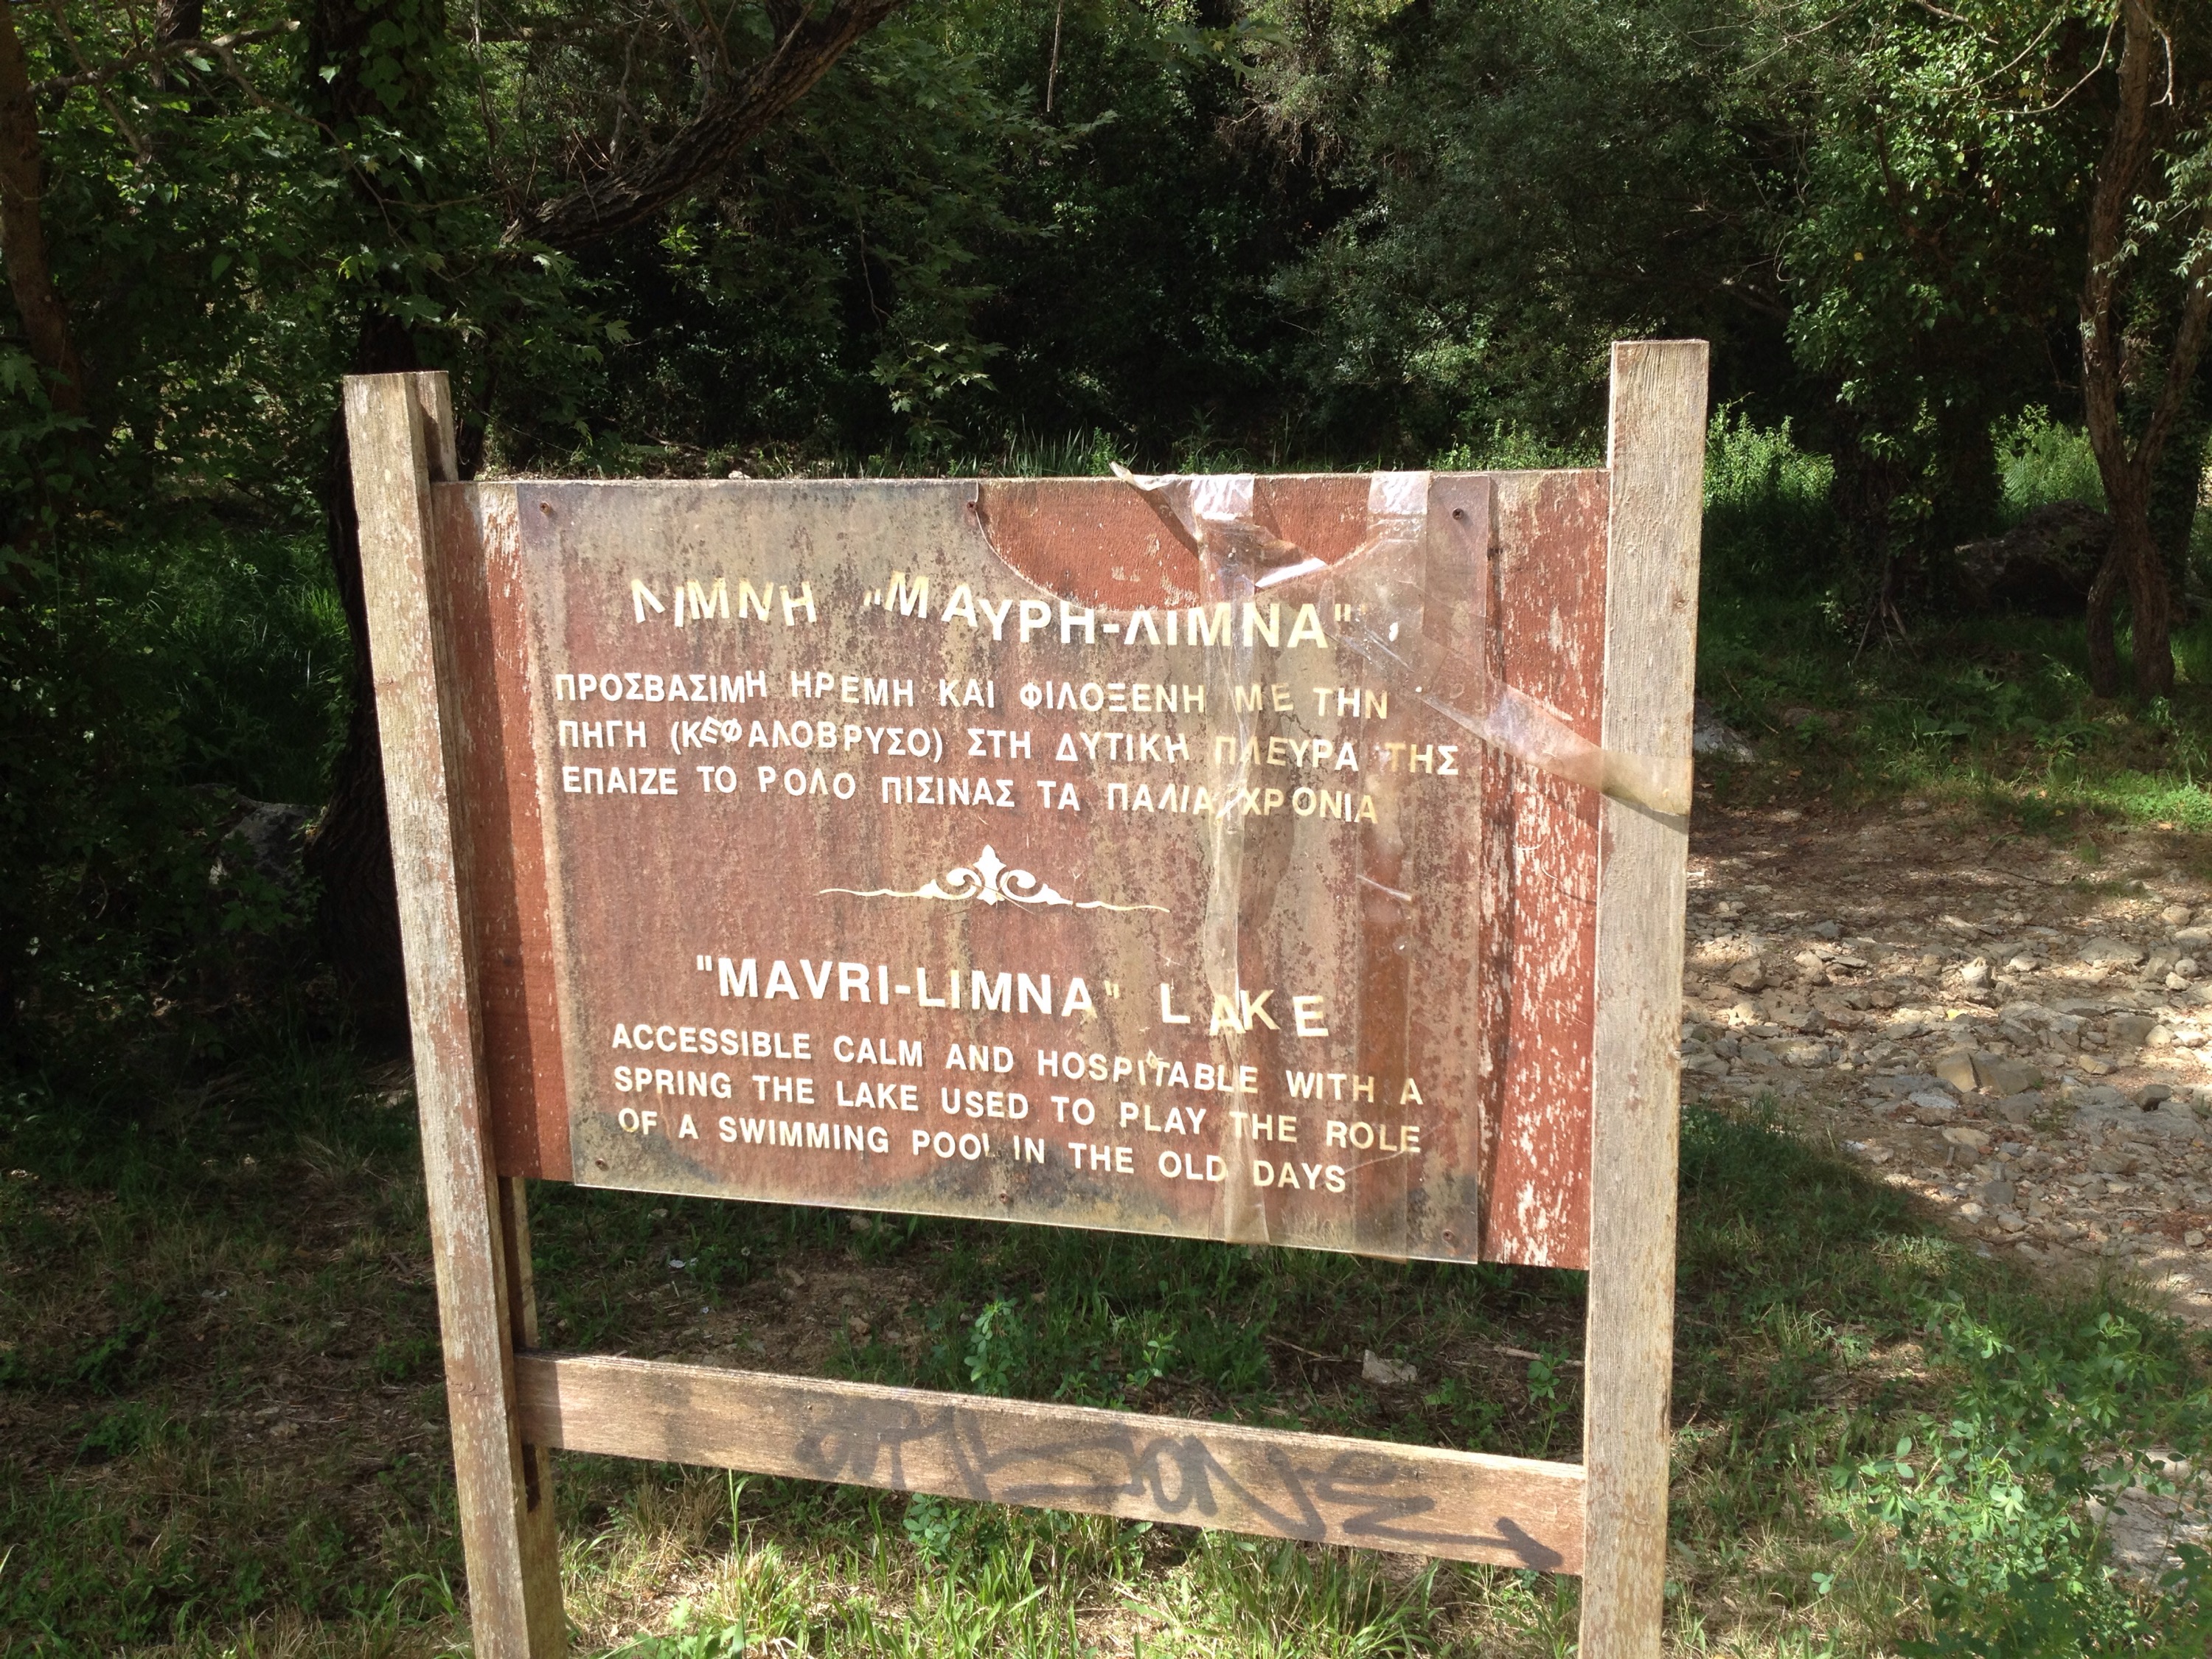 ΛΙΜΝΗ "ΜΑΥΡΗ-ΛΙΜΝΑ"
ΠΡΟΣΒΑΣΙΜΗ ΗΡΕΜΗ ΚΑΙ ΦΙΛΟΞΕΝΗ ΜΕ ΤΗΝ
ΠΗΓΗ (ΚΕΦΑΛΟΒΡΥΣΟ) ΣΤΗ ΔΥΤΙΚΗ ΠΛΕΥΡΑ ΤΗΣ
ΕΠΑΙΖΕ ΤΟ ΡΟΛΟ ΠΙΣΙΝΑΣ ΤΑ ΠΑΛΙΑ ΧΡΟΝΙΑ
"MAVRI-LIMNA" LAKE
ACCESSIBLE CALM AND HOSPITABLE WITH A
SPRING THE LAKE USED TO PLAY THE ROLE
OF A SWIMMING POOL IN THE OLD DAYS